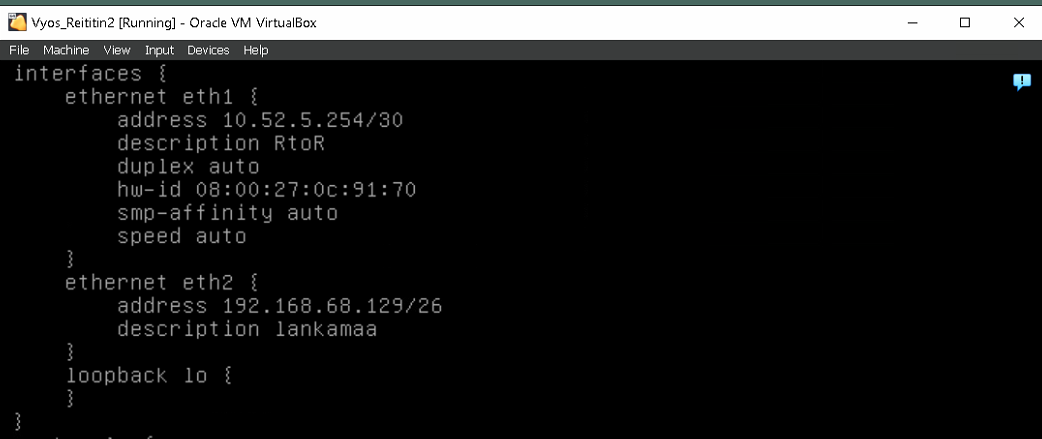 Vyos_Reititin2 [Running] - Oracle VM VirtualBox
File Machine View Input Devices Help
interfaces {
    ethernet eth1 {
        address 10.52.5.254/30
        description RtoR
        duplex auto
        hw-id 08:00:27:0c:91:70
        smp-affinity auto
        speed auto
    }
    ethernet eth2 {
        address 192.168.68.129/26
        description lankamaa
    }
    loopback lo {
    }
}